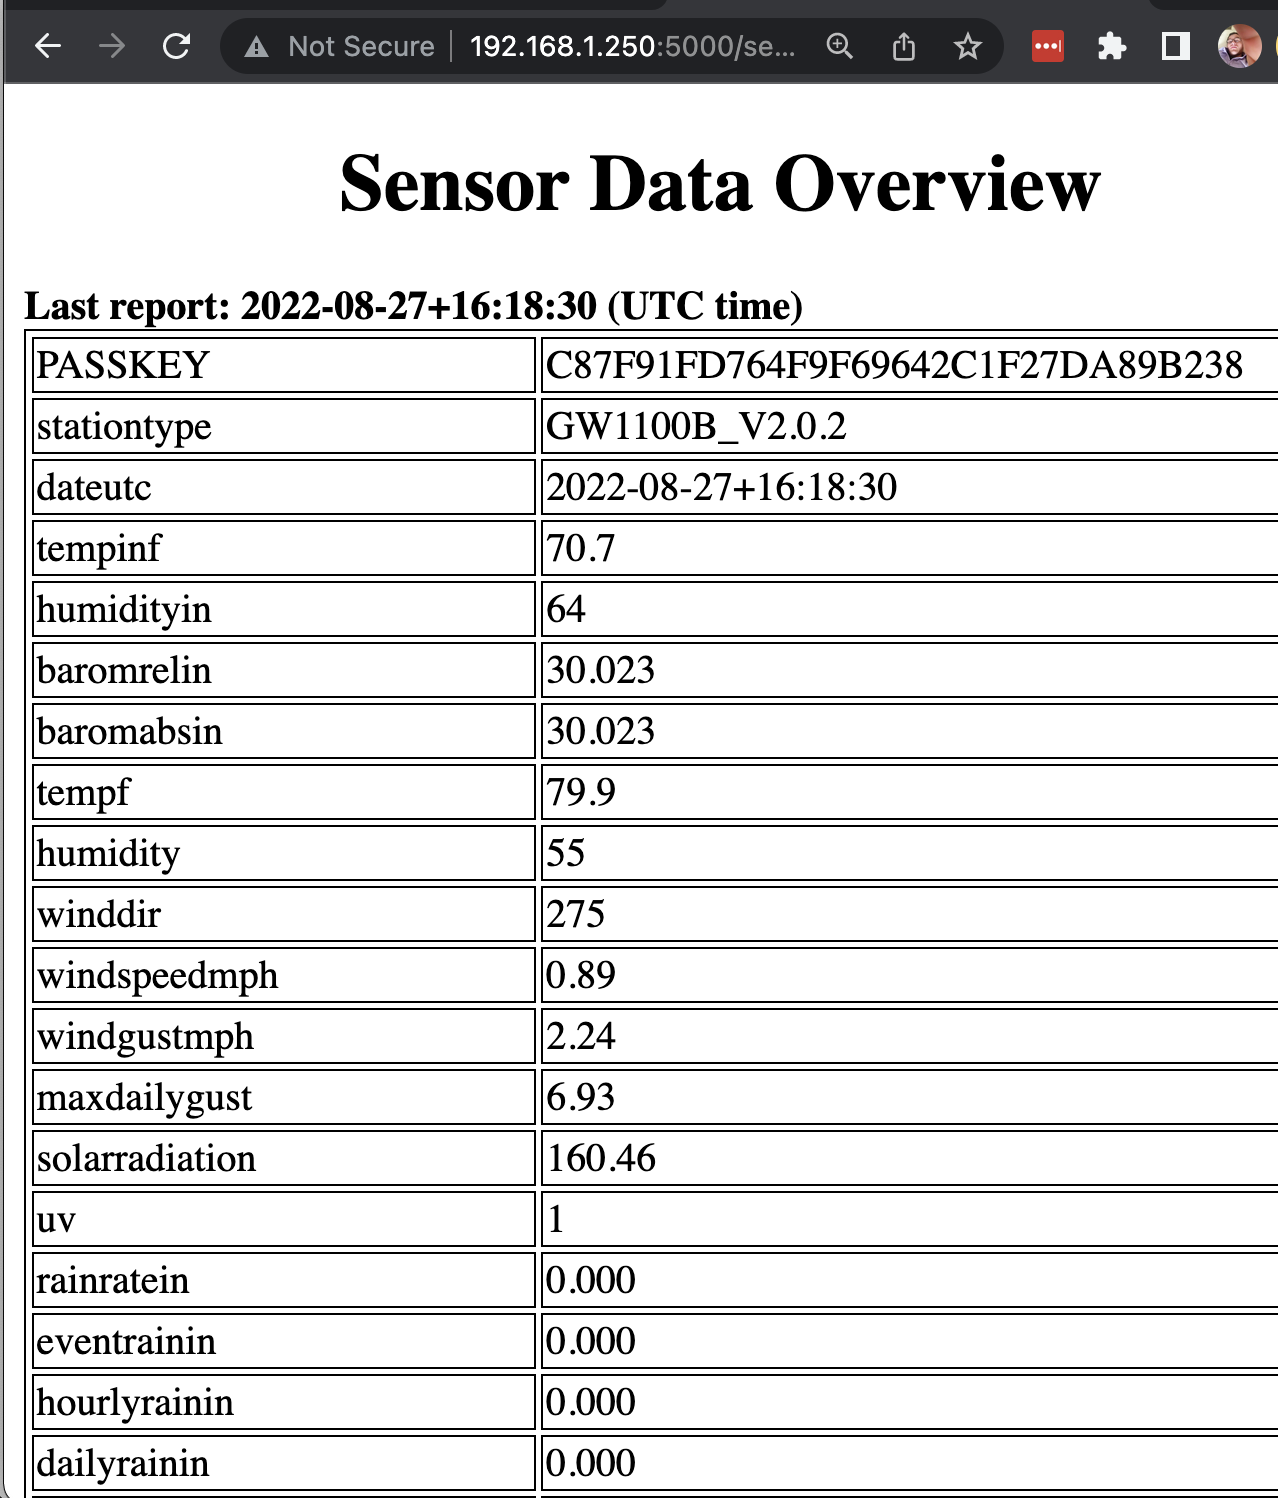 Not Secure | 192.168.1.250:5000/se...
Sensor Data Overview
Last report: 2022-08-27+16:18:30 (UTC time)
PASSKEY C87F91FD764F9F69642C1F27DA89B238
stationtype GW1100B_V2.0.2
dateutc 2022-08-27+16:18:30
tempinf 70.7
humidityin 64
baromrelin 30.023
baromabsin 30.023
tempf 79.9
humidity 55
winddir 275
windspeedmph 0.89
windgustmph 2.24
maxdailygust 6.93
solarradiation 160.46
uv 1
rainratein 0.000
eventrainin 0.000
hourlyrainin 0.000
dailyrainin 0.000